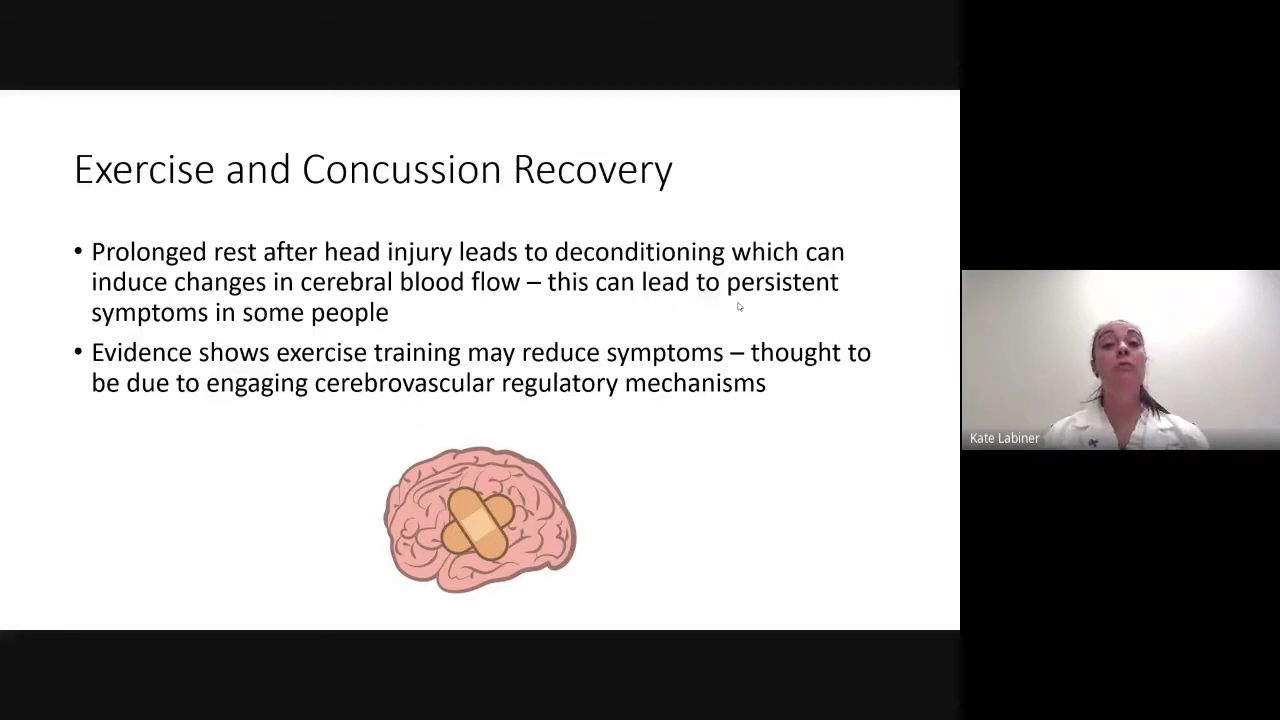 Exercise and Concussion Recovery
• Prolonged rest after head injury leads to deconditioning which can
induce changes in cerebral blood flow – this can lead to persistent
symptoms in some people
• Evidence shows exercise training may reduce symptoms – thought to
be due to engaging cerebrovascular regulatory mechanisms
Kate Labiner